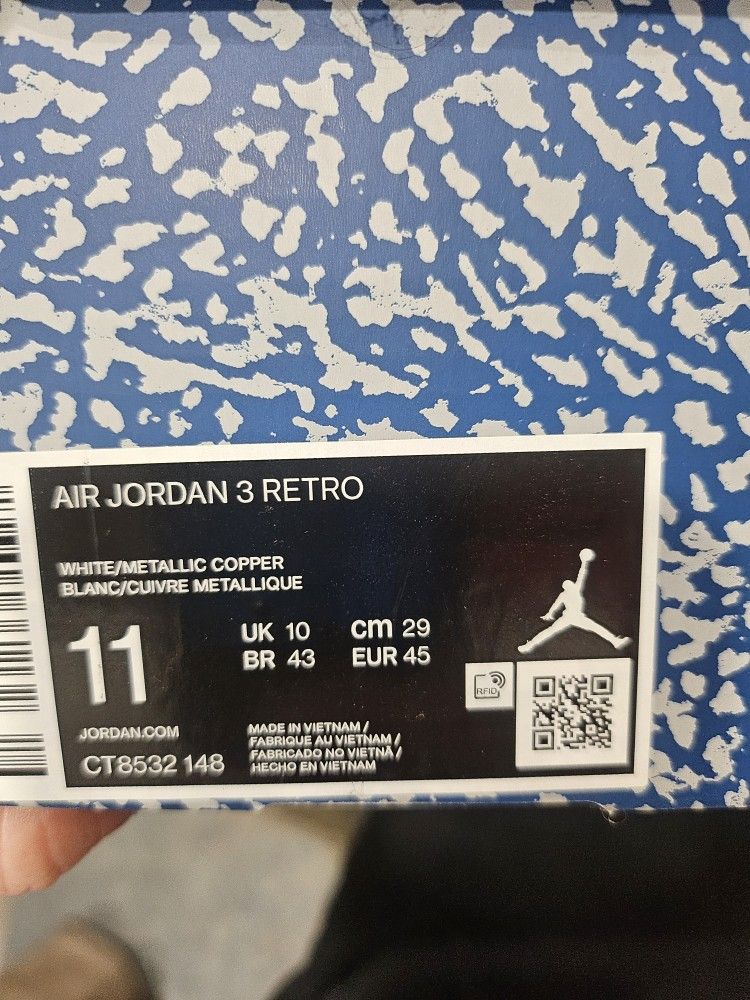 AIR JORDAN 3 RETRO
WHITE/METALLIC COPPER
BLANC/CUIVRE METALLIQUE
11
UK 10 cm 29
BR 43 EUR 45
RFID
JORDAN.COM
CT8532 148
MADE IN VIETNAM /
FABRIQUE AU VIETNAM /
FABRICADO NO VIETNÃ /
HECHO EN VIETNAM